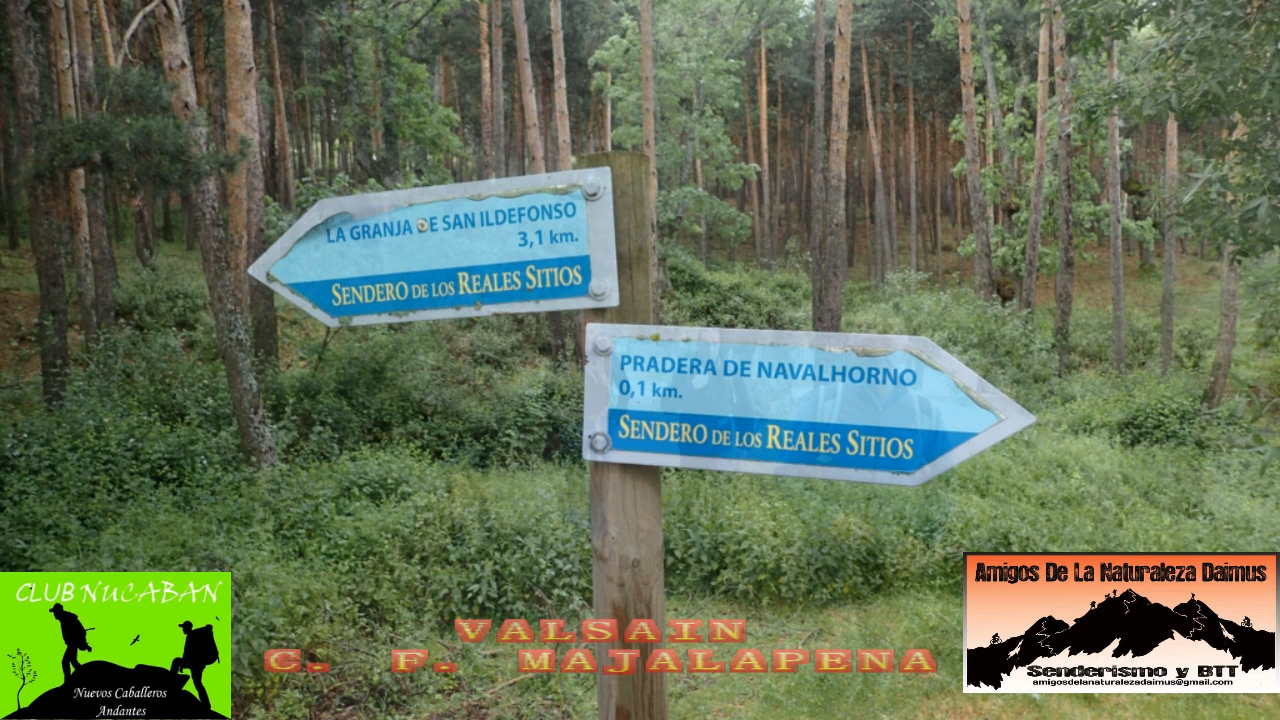 LA GRANJA DE SAN ILDEFONSO
3,1 km.
SENDERO DE LOS REALES SITIOS
PRADERA DE NAVALHORNO
0,1 km.
SENDERO DE LOS REALES SITIOS
CLUB NUCABAN
Nuevos Caballeros
Andantes
VALSAIN
C. F. MAJALAPENA
Amigos De La Naturaleza Daimus
Senderismo y BTT
amigosdelanaturalezadaimus@gmail.com